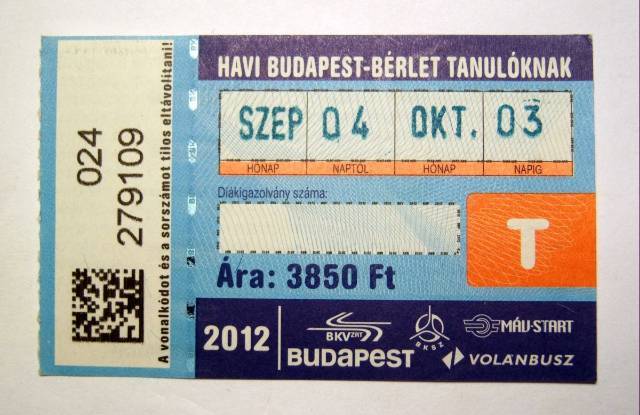 024
279109
A vonalkódot és a sorszámot tilos eltávolítani!
HAVI BUDAPEST-BÉRLET TANULÓKNAK
SZEP 04 OKT. 03
HÓNAP NAPTÓL HÓNAP NAPIG
Diákigazolvány száma:
T
Ára: 3850 Ft
2012
BKV ZRT
BUDAPEST
BKSZ
MÁV-START
VOLÁNBUSZ